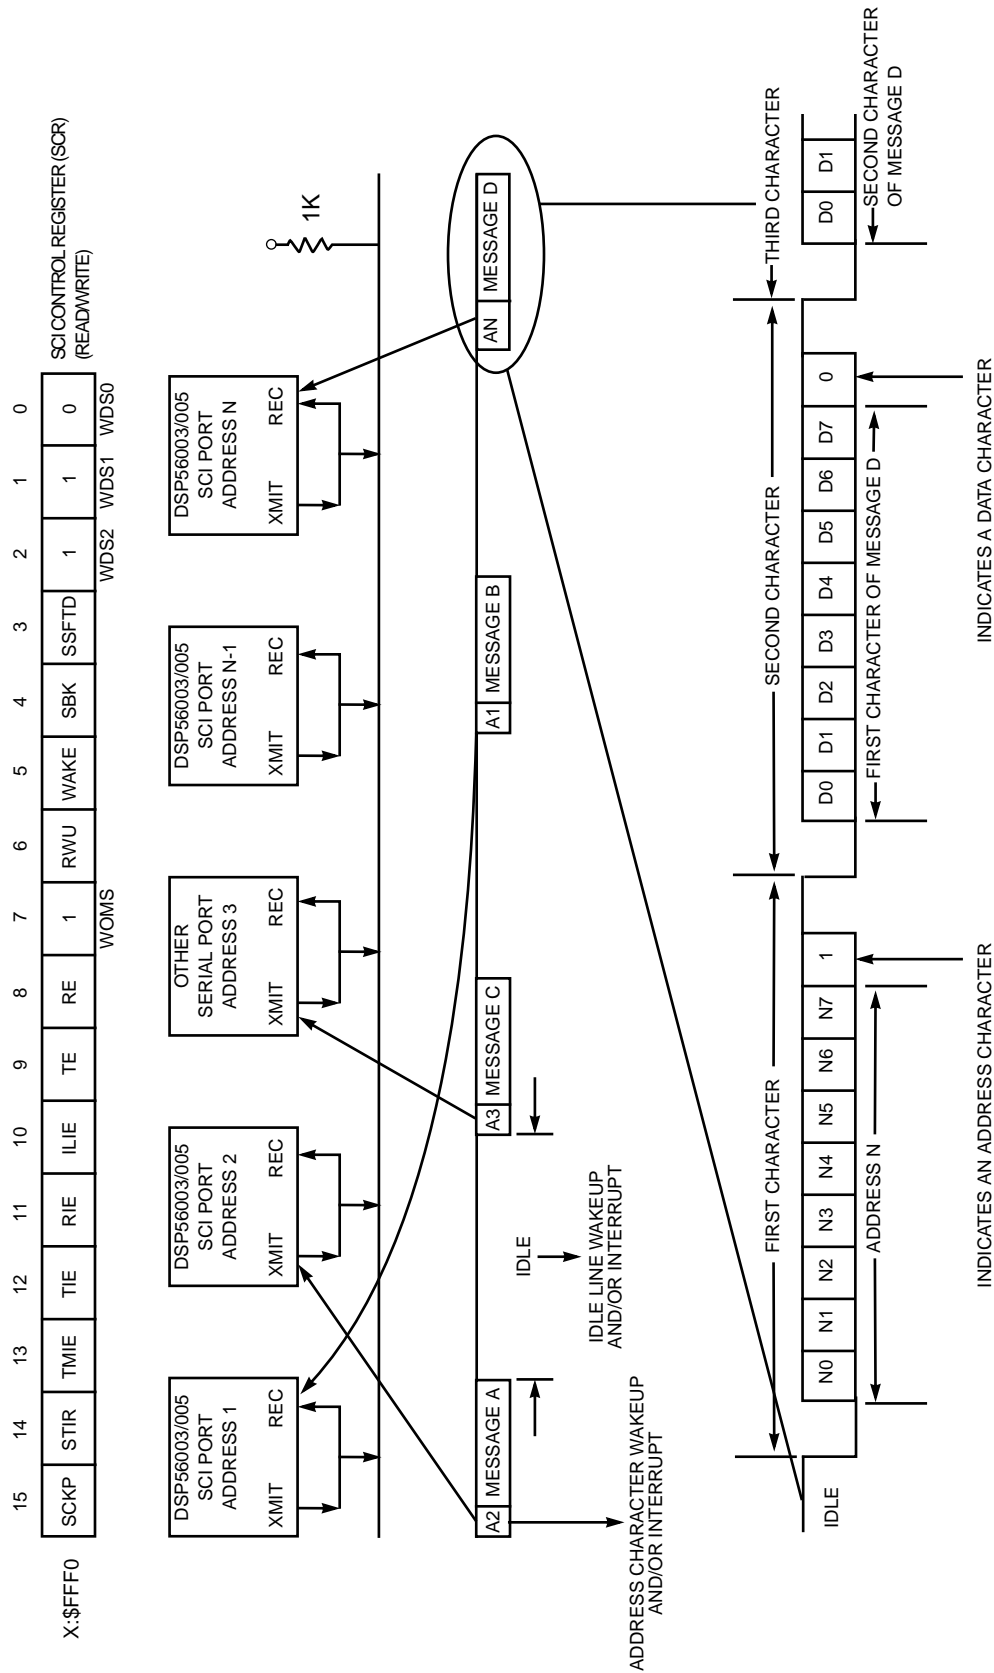 15 14 13 12 11 10 9 8 7 6 5 4 3 2 1 0
X:$FFF0 SCKP STIR TMIE TIE RIE ILIE TE RE 1 RWU WAKE SBK SSFTD 1 1 0
SCI CONTROL REGISTER (SCR)
(READ/WRITE)
WOMS WDS2 WDS1 WDS0
DSP56003/005
SCI PORT
ADDRESS 1
XMIT REC
DSP56003/005
SCI PORT
ADDRESS 2
XMIT REC
OTHER
SERIAL PORT
ADDRESS 3
XMIT REC
DSP56003/005
SCI PORT
ADDRESS N-1
XMIT REC
DSP56003/005
SCI PORT
ADDRESS N
XMIT REC
1K
A2 MESSAGE A
A3 MESSAGE C
A1 MESSAGE B
AN MESSAGE D
IDLE
IDLE LINE WAKEUP
AND/OR INTERRUPT
ADDRESS CHARACTER WAKEUP
AND/OR INTERRUPT
FIRST CHARACTER
SECOND CHARACTER
THIRD CHARACTER
IDLE
N0 N1 N2 N3 N4 N5 N6 N7 1
D0 D1 D2 D3 D4 D5 D6 D7 0
D0 D1
ADDRESS N
FIRST CHARACTER OF MESSAGE D
SECOND CHARACTER
OF MESSAGE D
INDICATES AN ADDRESS CHARACTER
INDICATES A DATA CHARACTER